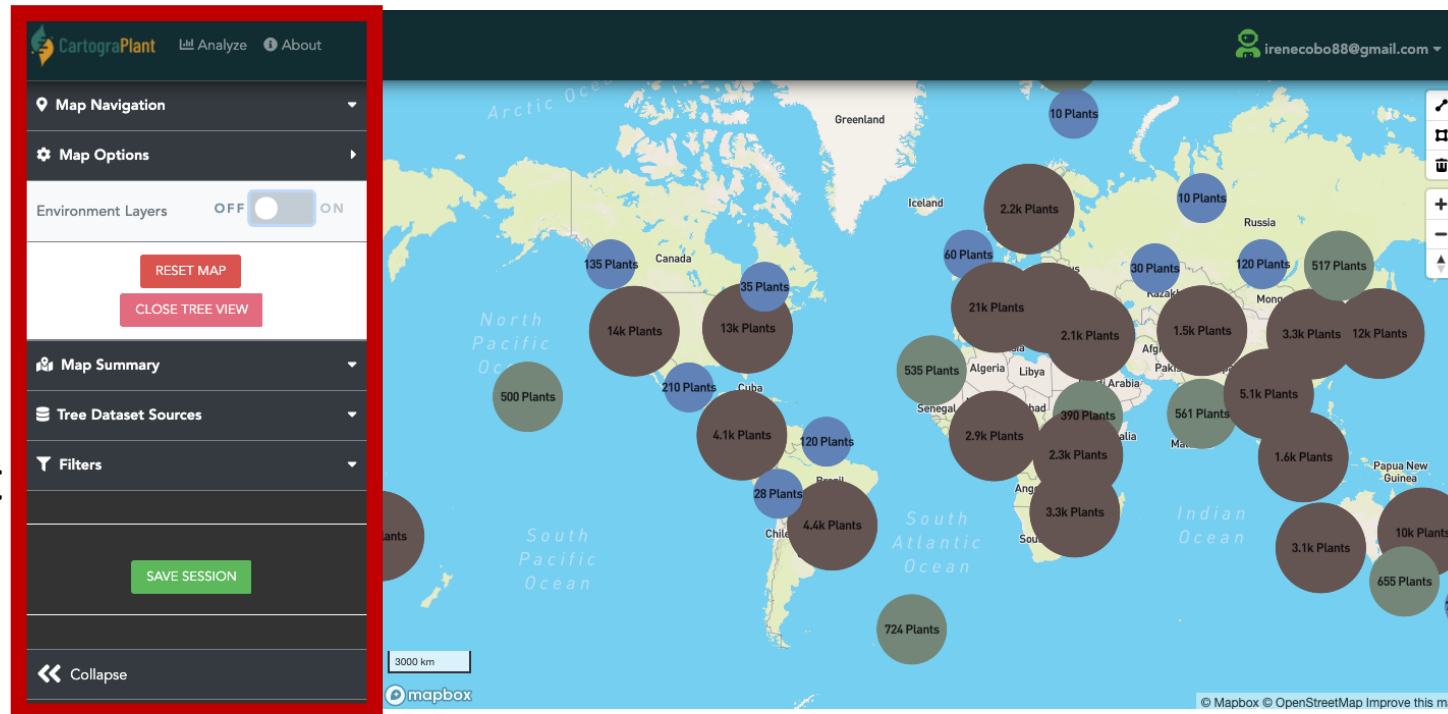 CartograPlant
Analyze
About
irenecobo88@gmail.com
Map Navigation
Map Options
Environment Layers
OFF
ON
RESET MAP
CLOSE TREE VIEW
Map Summary
Tree Dataset Sources
Filters
SAVE SESSION
Collapse
Arctic
Greenland
10 Plants
Iceland
2.2k Plants
10 Plants
Russia
60 Plants
135 Plants
Canada
35 Plants
30 Plants
120 Plants
517 Plants
North
Pacific
14k Plants
13k Plants
21k Plants
2.1k Plants
1.5k Plants
3.3k Plants
12k Plants
535 Plants
Algeria
Libya
500 Plants
210 Plants
Cuba
Senegal
390 Plants
561 Plants
5.1k Plants
4.1k Plants
120 Plants
2.9k Plants
2.3k Plants
1.6k Plants
Papua New
Guinea
28 Plants
4.4k Plants
3.3k Plants
South
Pacific
Ocean
South
Atlantic
Ocean
Indian
Ocean
3.1k Plants
10k Plants
655 Plants
724 Plants
3000 km
mapbox
© Mapbox © OpenStreetMap Improve this